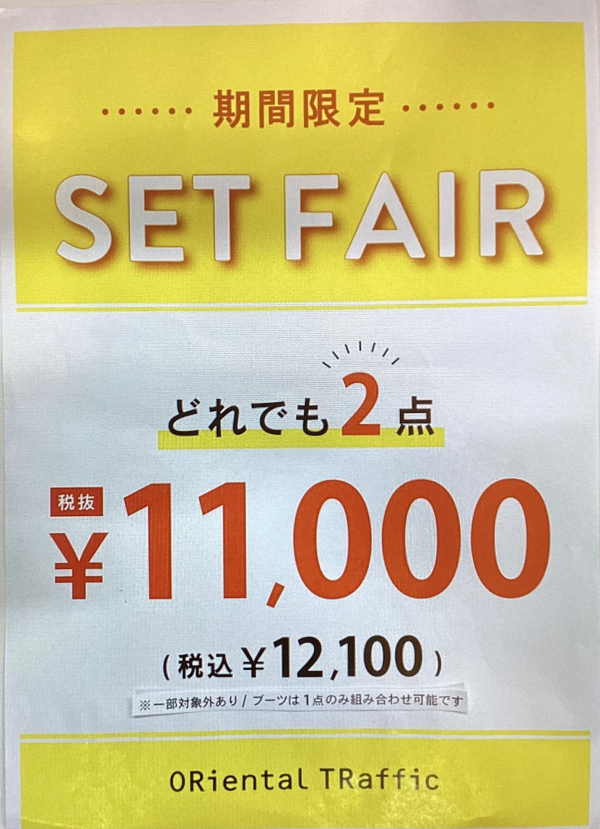 期間限定
SET FAIR
どれでも2点
税抜
¥11,000
(税込¥12,100)
※一部対象外あり/ブーツは1点のみ組み合わせ可能です
ORiental TRaffic